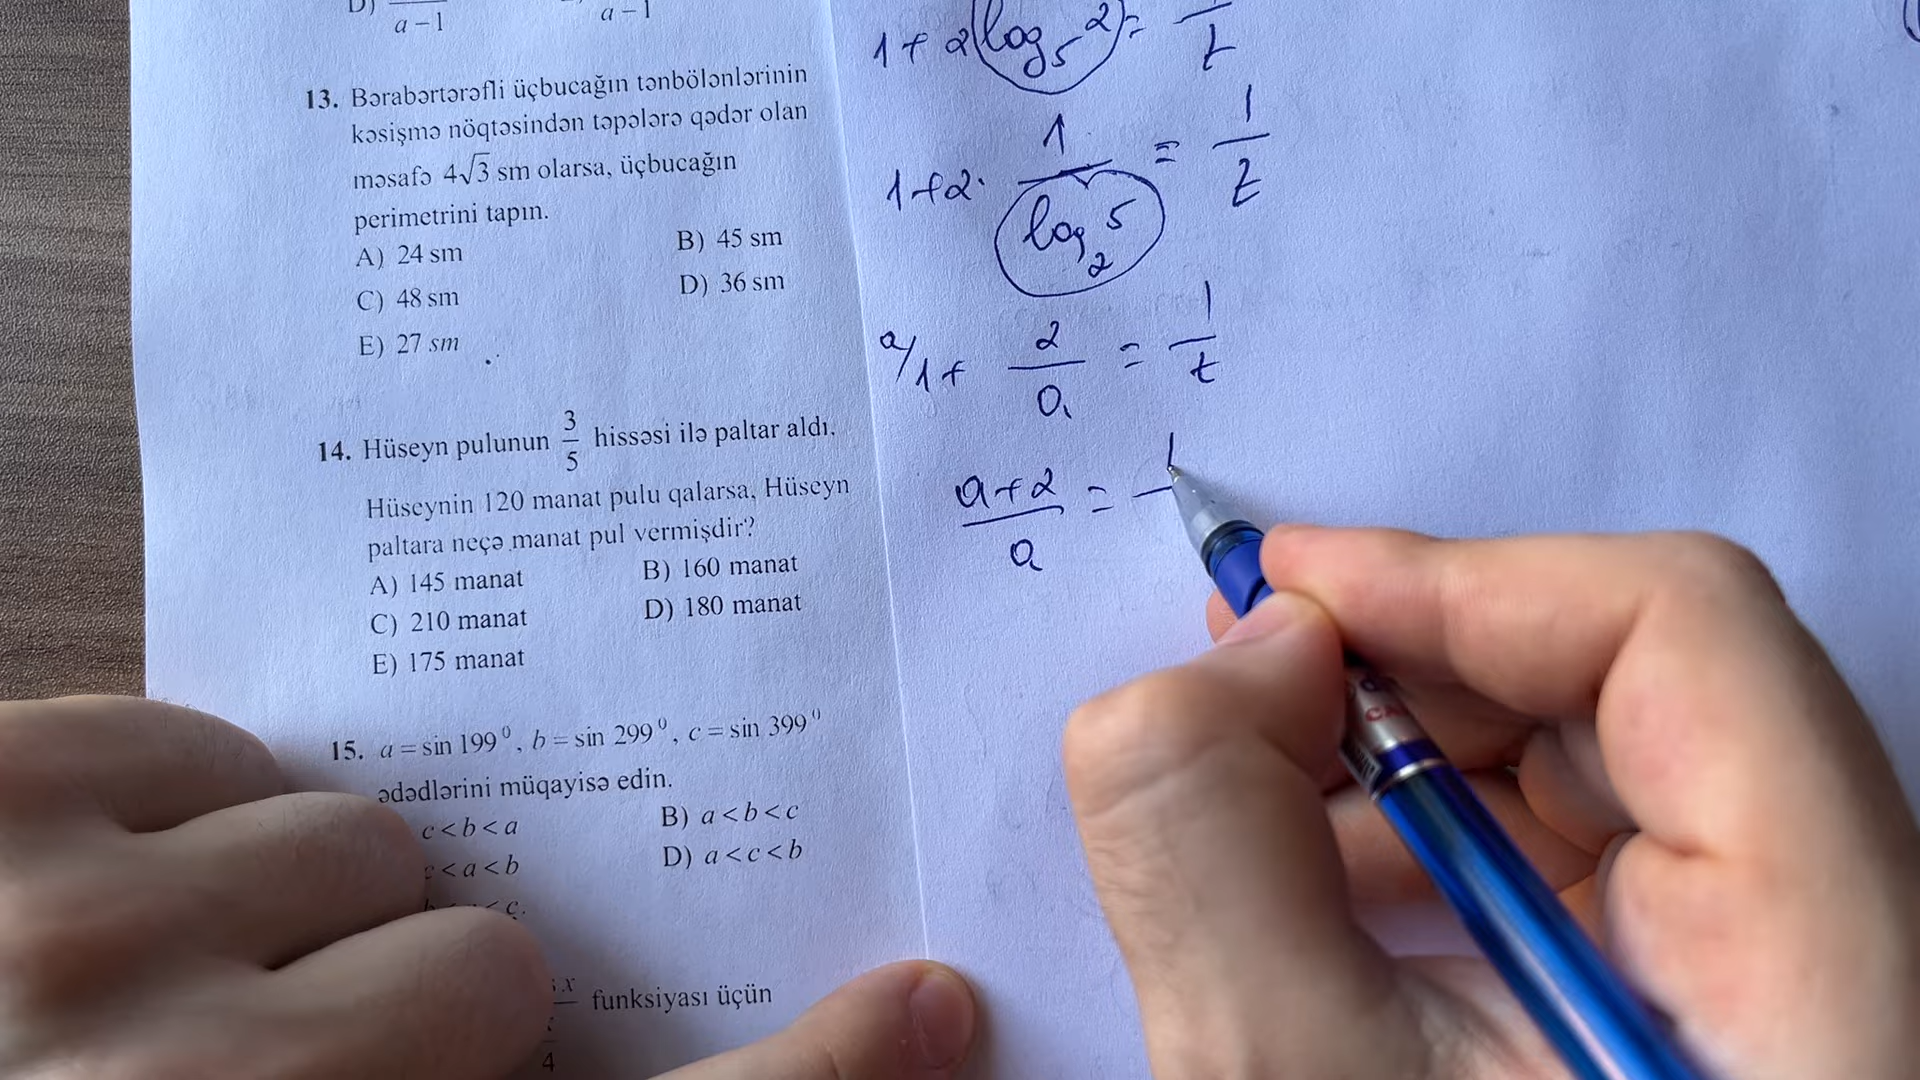 D)
a − 1
a − 1
13. Bərabərtərəfli üçbucağın tənbölənlərinin
kəsişmə nöqtəsindən təpələrə qədər olan
məsafə 4√3 sm olarsa, üçbucağın
perimetrini tapın.
A) 24 sm B) 45 sm
C) 48 sm D) 36 sm
E) 27 sm
14. Hüseyn pulunun 3/5 hissəsi ilə paltar aldı.
Hüseynin 120 manat pulu qalarsa, Hüseyn
paltara neçə manat pul vermişdir?
A) 145 manat B) 160 manat
C) 210 manat D) 180 manat
E) 175 manat
15. a = sin 199⁰, b = sin 299⁰, c = sin 399⁰
ədədlərini müqayisə edin.
c < b < a B) a < b < c
< a < b D) a < c < b
< c.
x funksiyası üçün
4
1 + 2 log₅ 2 =
1 + 2 · 1/log₂ 5 = 1/t
a/ 1 + 2/a = 1/t
a + 2/a = 1